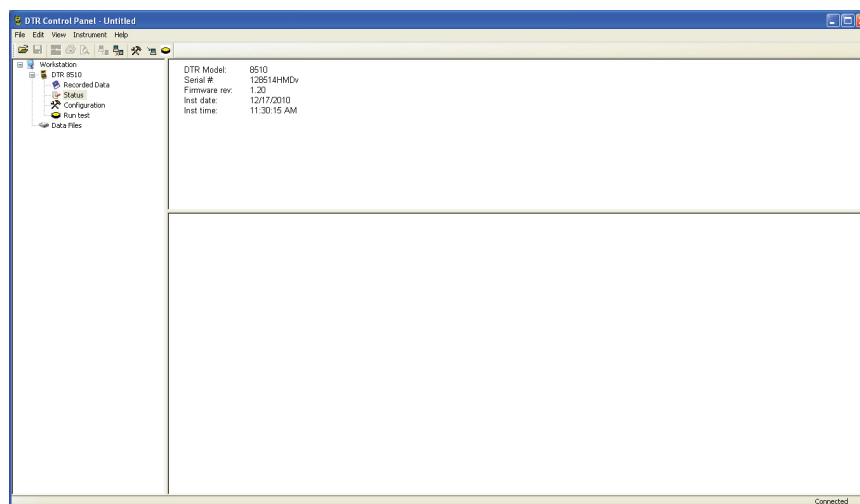 DTR Control Panel - Untitled
File Edit View Instrument Help
Workstation
DTR 8510
Recorded Data
Status
Configuration
Run test
Data Files
DTR Model: 8510
Serial #: 128514HMDv
Firmware rev: 1.20
Inst date: 12/17/2010
Inst time: 11:30:15 AM
Connected